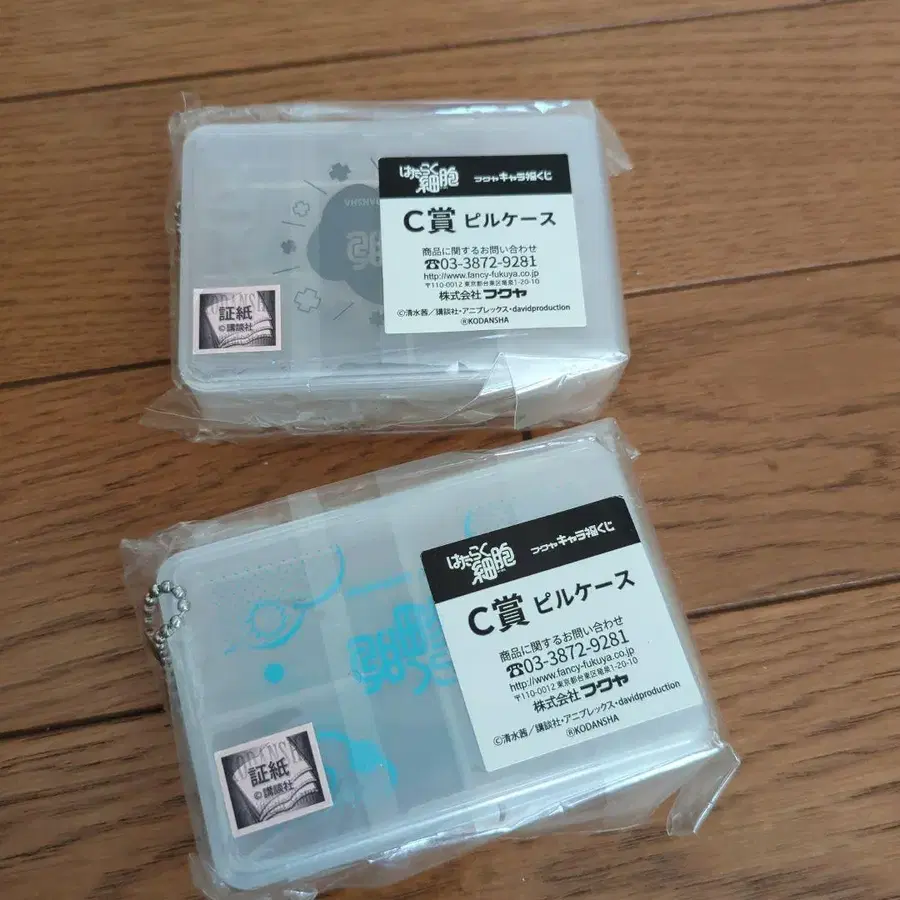 はたらく細胞
フクヤキャラ福くじ
C賞 ピルケース
商品に関するお問い合わせ
☎03-3872-9281
http://www.fancy-fukuya.co.jp
〒110-0012 東京都台東区竜泉1-20-10
株式会社 フクヤ
©清水茜/講談社・アニプレックス・davidproduction
ⓇKODANSHA
証紙
©講談社
はたらく細胞
フクヤキャラ福くじ
C賞 ピルケース
商品に関するお問い合わせ
☎03-3872-9281
http://www.fancy-fukuya.co.jp
〒110-0012 東京都台東区竜泉1-20-10
株式会社 フクヤ
©清水茜/講談社・アニプレックス・davidproduction
ⓇKODANSHA
証紙
©講談社